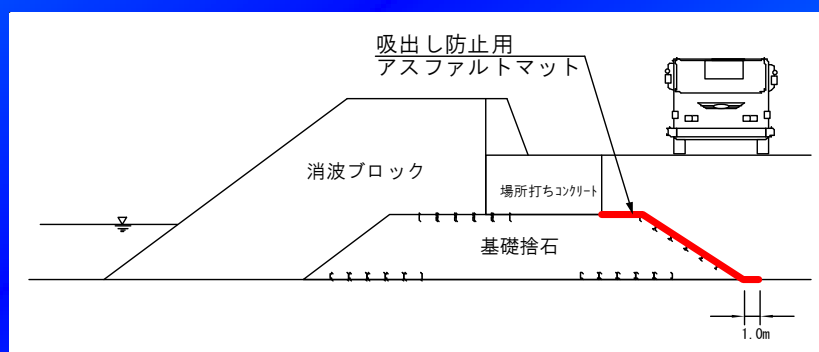 吸出し防止用
アスファルトマット
消波ブロック
場所打ちコンクリート
基礎捨石
1.0m